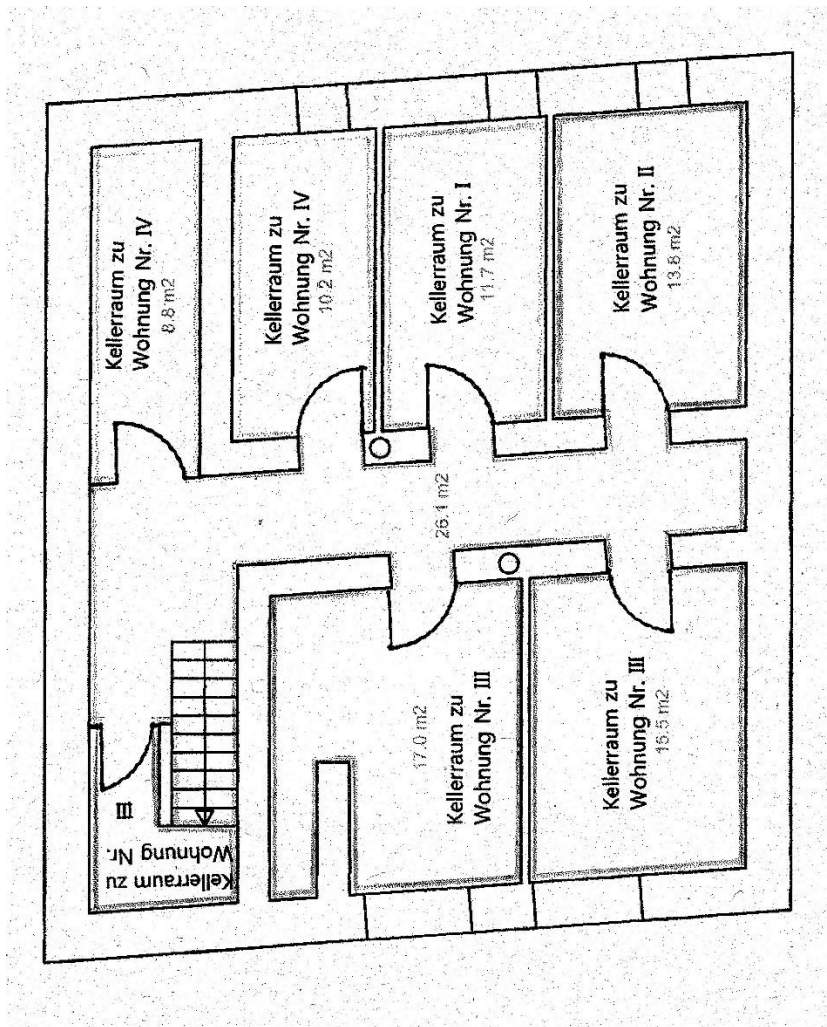 Kellerraum zu
Wohnung Nr. IV
8.8 m2
Kellerraum zu
Wohnung Nr. IV
10.2 m2
Kellerraum zu
Wohnung Nr. I
11.7 m2
Kellerraum zu
Wohnung Nr. II
13.8 m2
26.1 m2
17.0 m2
Kellerraum zu
Wohnung Nr. III
Kellerraum zu
Wohnung Nr. III
15.5 m2
Kellerraum zu
Wohnung Nr.
III